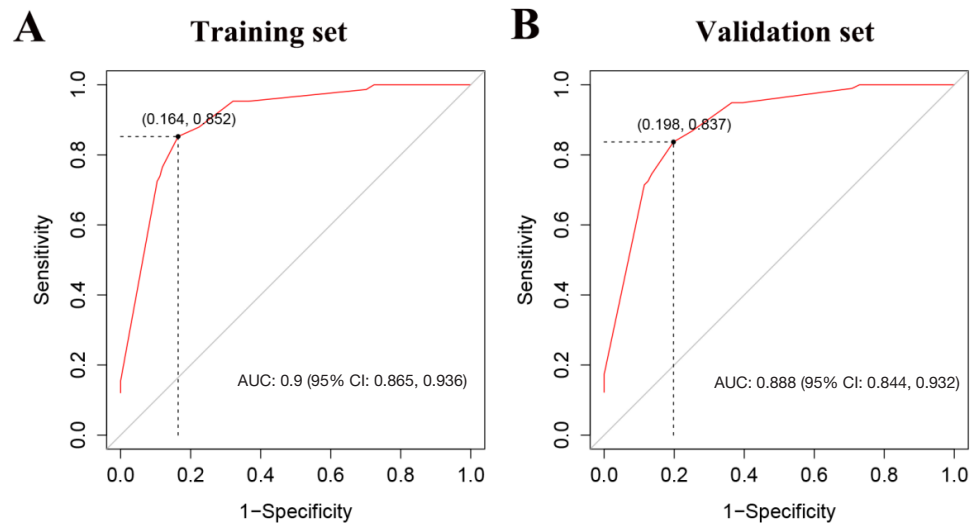 A Training set
1.0
0.8
0.6
0.4
0.2
0.0
Sensitivity
(0.164, 0.852)
AUC: 0.9 (95% CI: 0.865, 0.936)
0.0 0.2 0.4 0.6 0.8 1.0
1−Specificity
B Validation set
1.0
0.8
0.6
0.4
0.2
0.0
Sensitivity
(0.198, 0.837)
AUC: 0.888 (95% CI: 0.844, 0.932)
0.0 0.2 0.4 0.6 0.8 1.0
1−Specificity